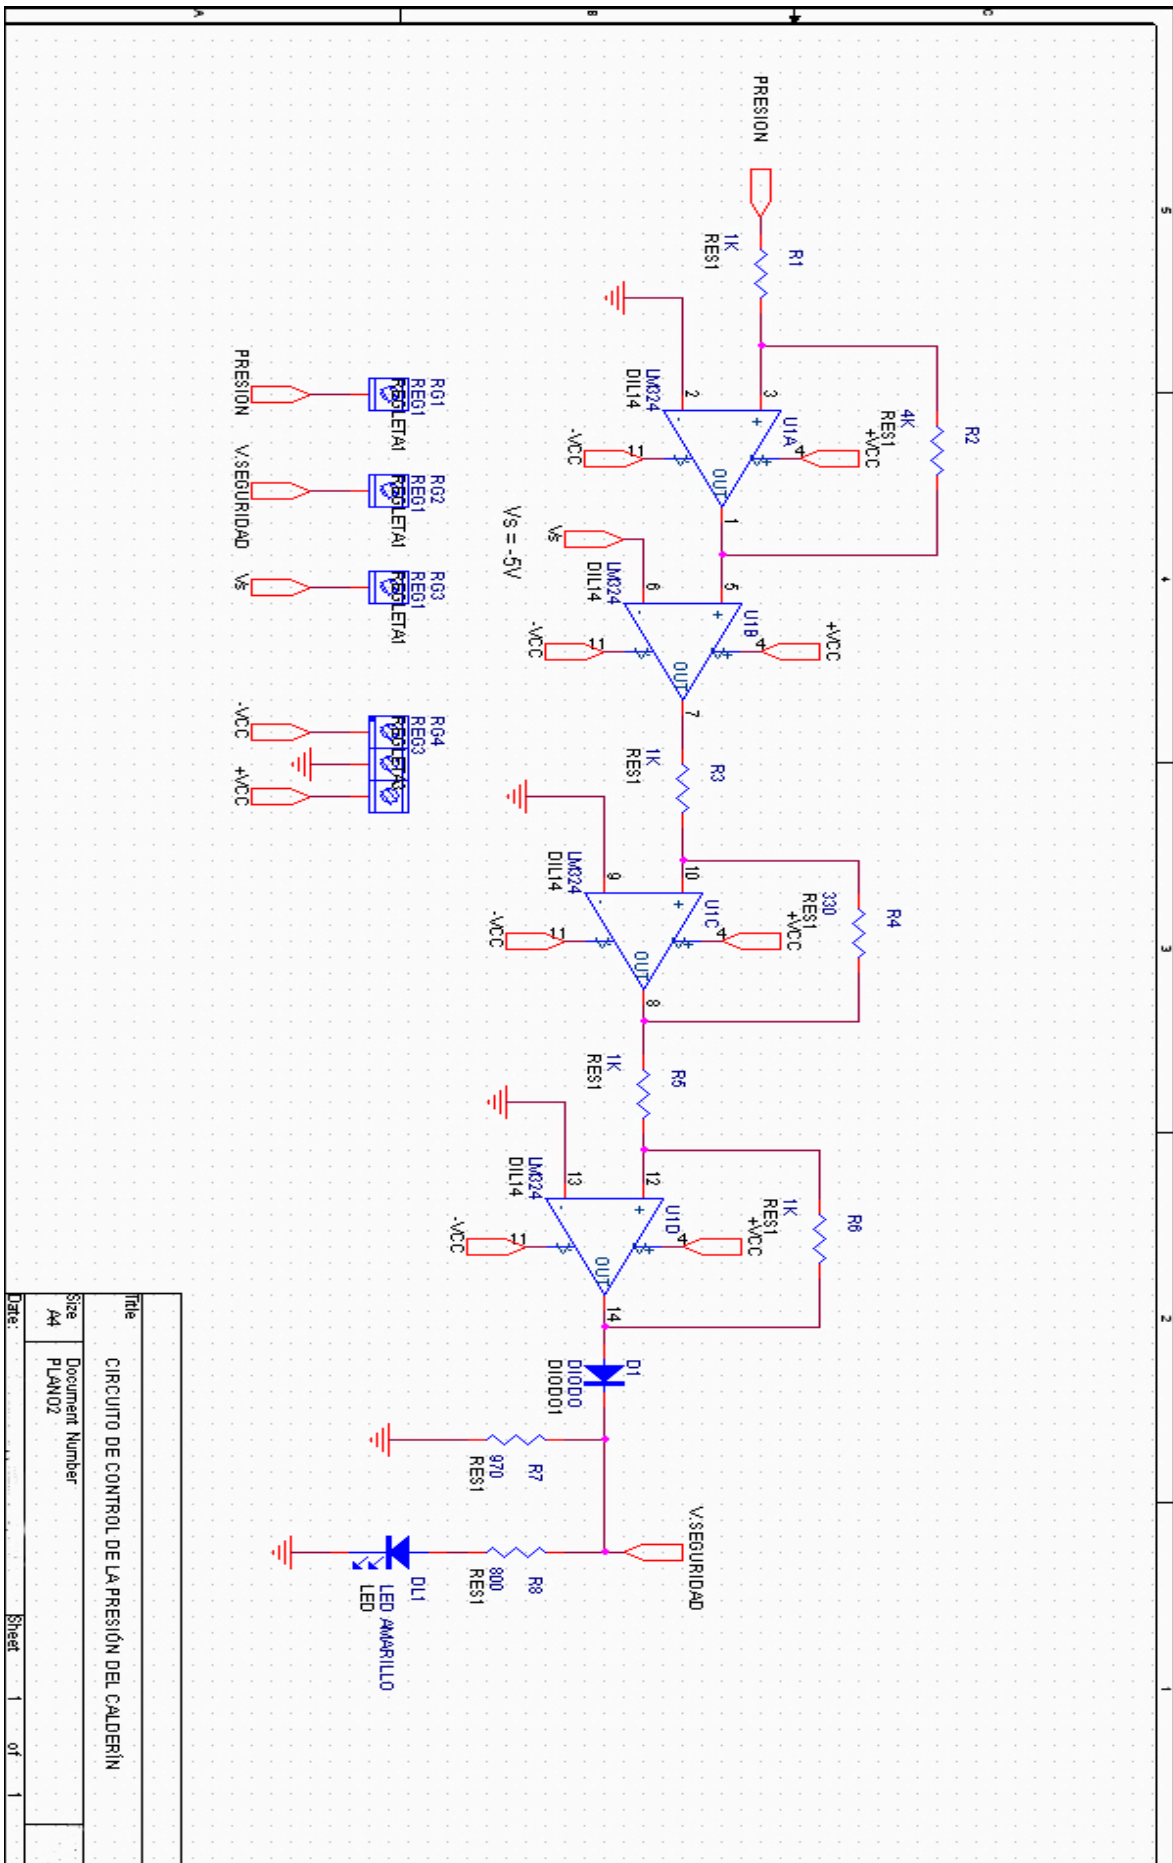 5
4
3
2
1
C
B
A
PRESION
R1
1K
RES1
R2
4K
RES1
+VCC
4
U1A
3
+
2
-
OUT
1
LM324
DIL14
11
-VCC
Vs
Vs = -5V
+VCC
4
U1B
5
+
6
-
OUT
7
LM324
DIL14
11
-VCC
R3
1K
RES1
R4
330
RES1
+VCC
4
U1C
10
+
9
-
OUT
8
LM324
DIL14
11
-VCC
R5
1K
RES1
R6
1K
RES1
+VCC
4
U1D
12
+
13
-
OUT
14
LM324
DIL14
11
-VCC
D1
DIODO
DIODO1
R7
970
RES1
V.SEGURIDAD
R8
800
RES1
DL1
LED AMARILLO
LED
RG1
REG1
REGLETA1
PRESION
RG2
REG1
REGLETA1
V.SEGURIDAD
RG3
REG1
REGLETA1
Vs
RG4
REG3
REGLETA3
-VCC
+VCC
Title
CIRCUITO DE CONTROL DE LA PRESIÓN DEL CALDERÍN
Size
A4
Document Number
PLANO2
Date:
Sheet 1 of 1